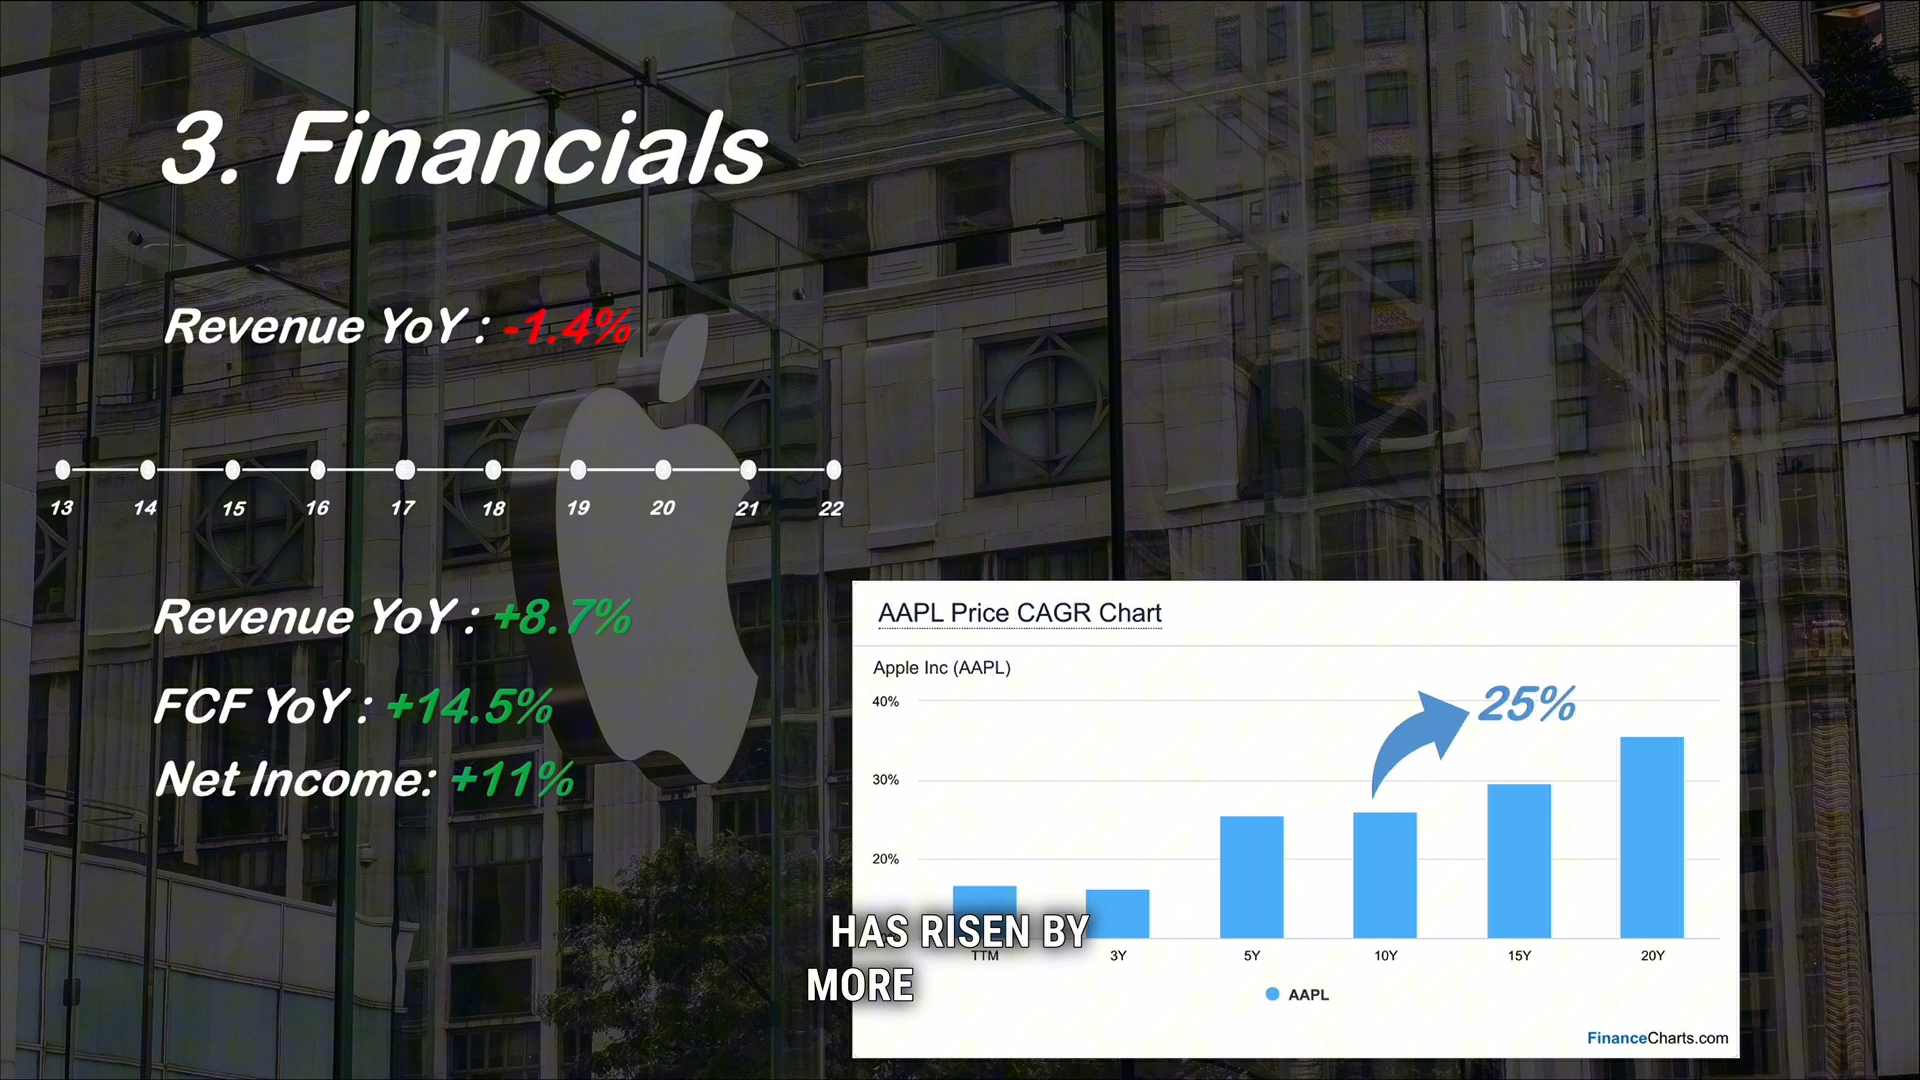 3. Financials
Revenue YoY : -1.4%
13 14 15 16 17 18 19 20 21 22
Revenue YoY : +8.7%
FCF YoY : +14.5%
Net Income: +11%
AAPL Price CAGR Chart
Apple Inc (AAPL)
40%
25%
30%
20%
HAS RISEN BY
MORE
TTM 3Y 5Y 10Y 15Y 20Y
AAPL
FinanceCharts.com